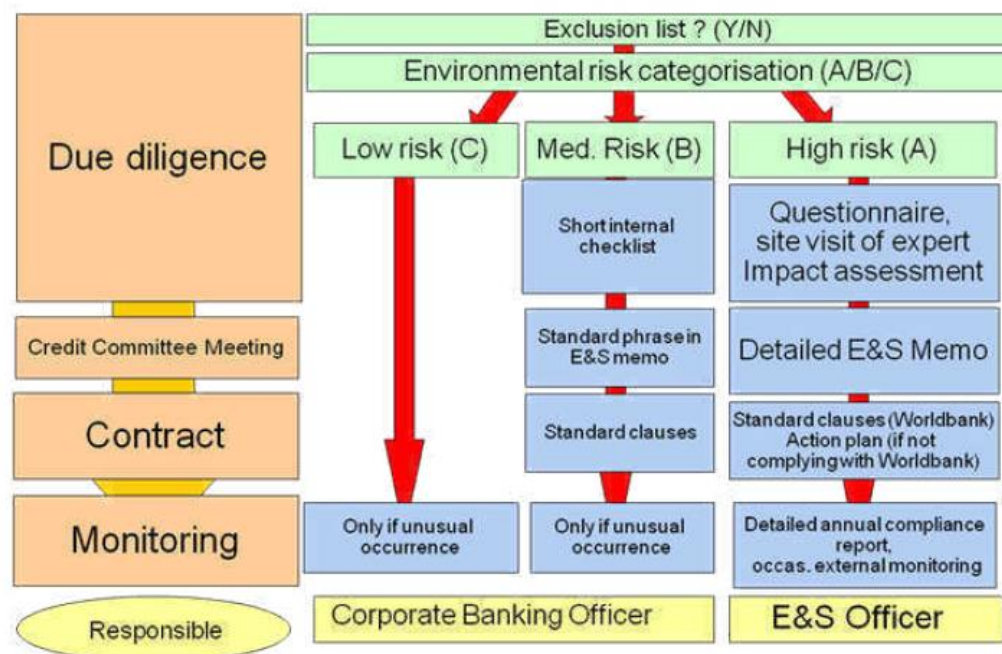 Exclusion list ? (Y/N)
Environmental risk categorisation (A/B/C)
Due diligence
Low risk (C)
Med. Risk (B)
High risk (A)
Short internal
checklist
Questionnaire,
site visit of expert
Impact assessment
Credit Committee Meeting
Standard phrase in
E&S memo
Detailed E&S Memo
Contract
Standard clauses
Standard clauses (Worldbank)
Action plan (if not
complying with Worldbank)
Monitoring
Only if unusual
occurrence
Only if unusual
occurrence
Detailed annual compliance
report,
occas. external monitoring
Responsible
Corporate Banking Officer
E&S Officer